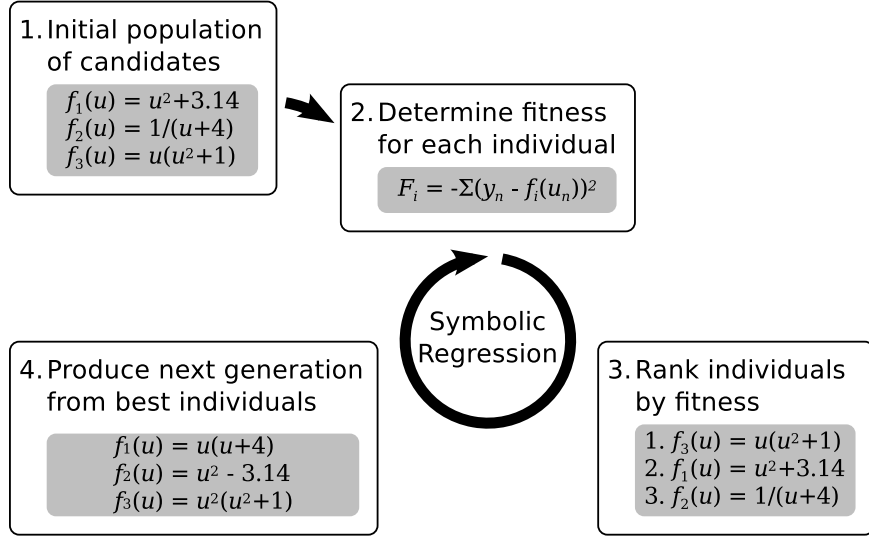 1. Initial population
of candidates
f₁(u) = u²+3.14
f₂(u) = 1/(u+4)
f₃(u) = u(u²+1)
2. Determine fitness
for each individual
Fᵢ = -Σ(yₙ - fᵢ(uₙ))²
Symbolic
Regression
3. Rank individuals
by fitness
1. f₃(u) = u(u²+1)
2. f₁(u) = u²+3.14
3. f₂(u) = 1/(u+4)
4. Produce next generation
from best individuals
f₁(u) = u(u+4)
f₂(u) = u² - 3.14
f₃(u) = u²(u²+1)